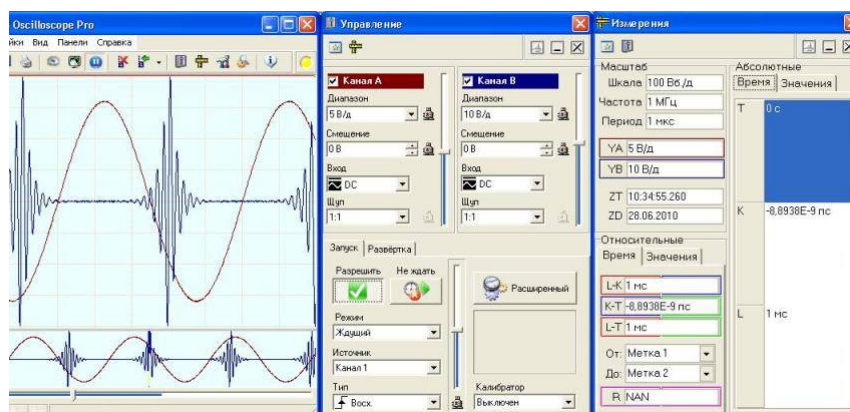 Oscilloscope Pro
йки Вид Панели Справка
Управление
Канал А
Диапазон
5 В/д
Смещение
0 В
Вход
DC
Щуп
1:1
Канал В
Диапазон
10 В/д
Смещение
0 В
Вход
DC
Щуп
1:1
Запуск Развёртка
Разрешить Не ждать
Расширенный
Режим
Ждущий
Источник
Канал 1
Тип
Восх.
Калибратор
Выключен
Измерения
Масштаб
Шкала 100 Вб./д
Частота 1 МГц
Период 1 мкс
YA 5 В/д
YB 10 В/д
ZT 10:34:55.260
ZD 28.06.2010
Относительные
Время Значения
L-K 1 мс
K-T -8,8938E-9 пс
L-T 1 мс
От: Метка 1
До: Метка 2
R NAN
Абсолютные
Время Значения
T 0 с
K -8,8938E-9 пс
L 1 мс